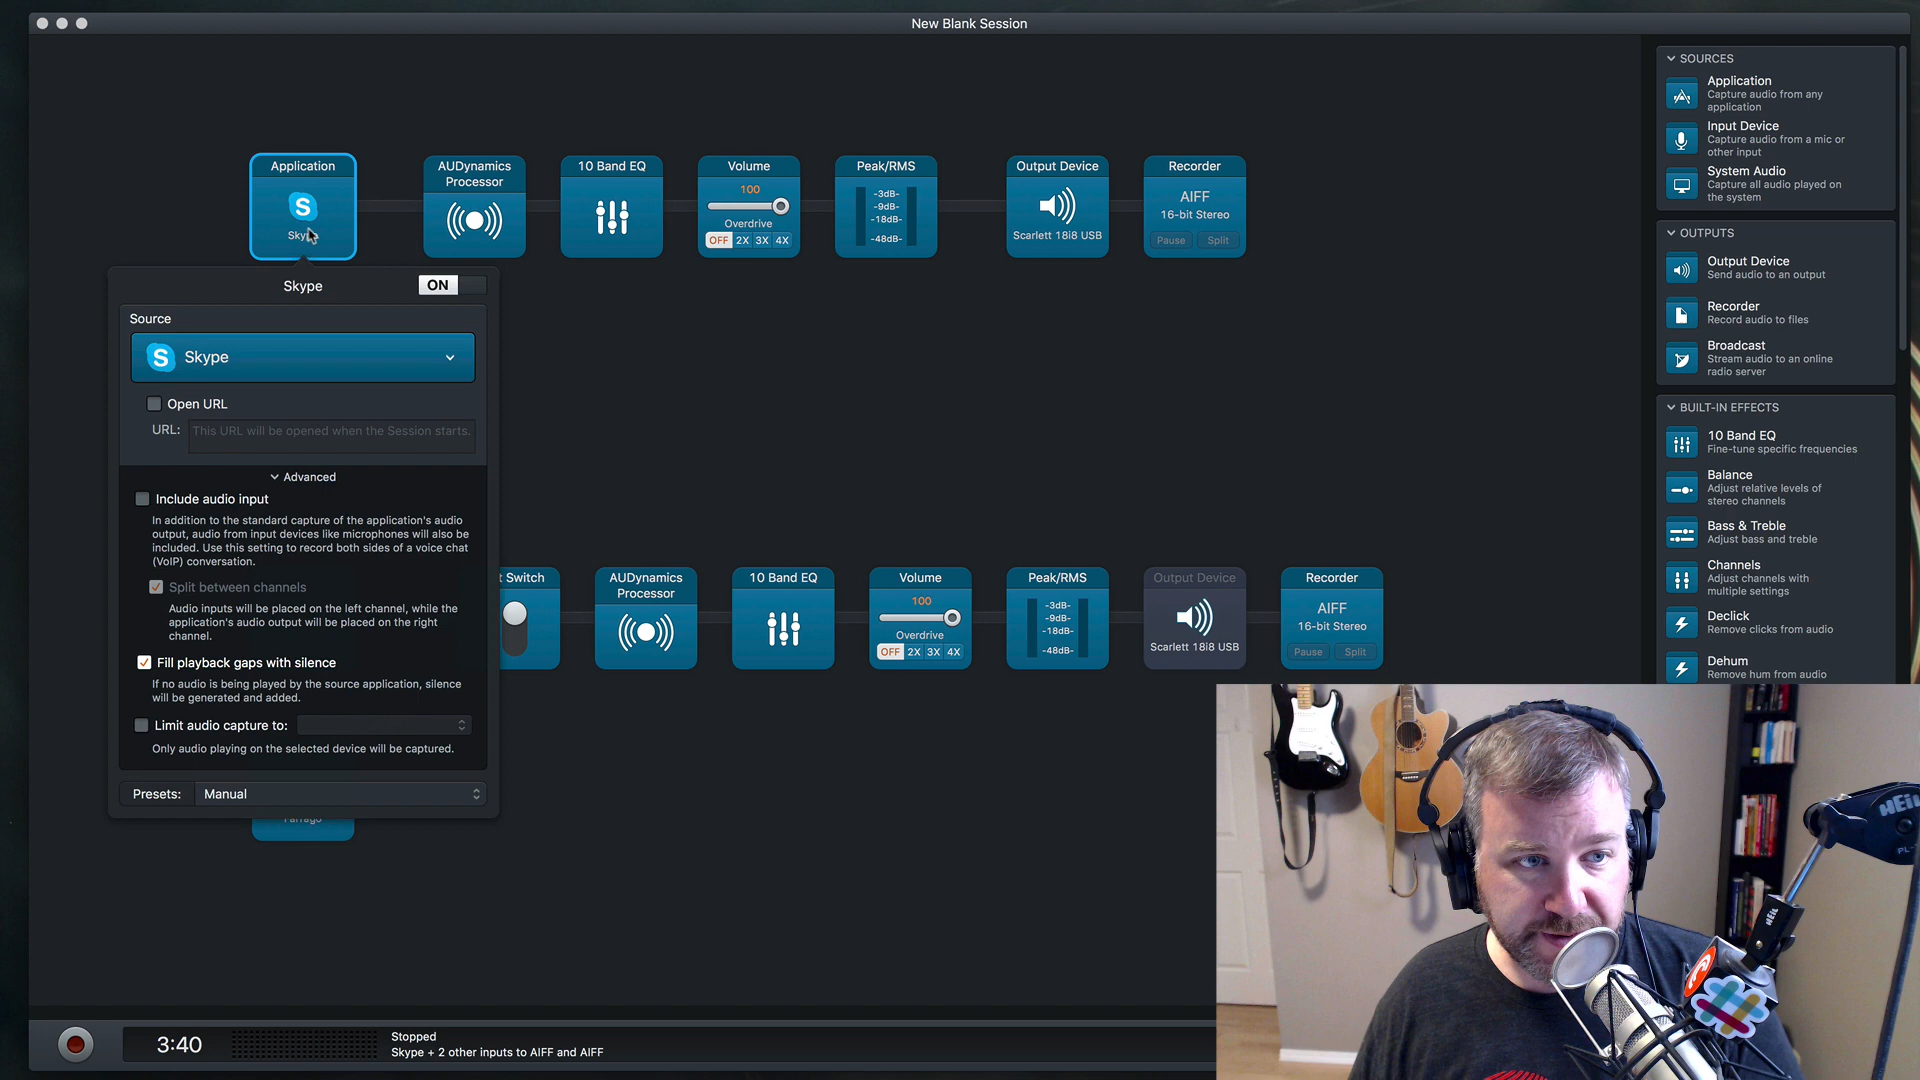 New Blank Session
Application
Skype
AUDynamics
Processor
10 Band EQ
Volume
100
Overdrive
OFF 2X 3X 4X
Peak/RMS
-3dB-
-9dB-
-18dB-
-48dB-
Output Device
Scarlett 18i8 USB
Recorder
AIFF
16-bit Stereo
Pause Split
Skype
ON
Source
Skype
Open URL
URL: This URL will be opened when the Session starts.
Advanced
Include audio input
In addition to the standard capture of the application's audio
output, audio from input devices like microphones will also be
included. Use this setting to record both sides of a voice chat
(VoIP) conversation.
Split between channels
Audio inputs will be placed on the left channel, while the
application's audio output will be placed on the right
channel.
Fill playback gaps with silence
If no audio is being played by the source application, silence
will be generated and added.
Limit audio capture to:
Only audio playing on the selected device will be captured.
Presets: Manual
Farrago
t Switch
AUDynamics
Processor
10 Band EQ
Volume
100
Overdrive
OFF 2X 3X 4X
Peak/RMS
-3dB-
-9dB-
-18dB-
-48dB-
Output Device
Scarlett 18i8 USB
Recorder
AIFF
16-bit Stereo
Pause Split
SOURCES
Application
Capture audio from any
application
Input Device
Capture audio from a mic or
other input
System Audio
Capture all audio played on
the system
OUTPUTS
Output Device
Send audio to an output
Recorder
Record audio to files
Broadcast
Stream audio to an online
radio server
BUILT-IN EFFECTS
10 Band EQ
Fine-tune specific frequencies
Balance
Adjust relative levels of
stereo channels
Bass & Treble
Adjust bass and treble
Channels
Adjust channels with
multiple settings
Declick
Remove clicks from audio
Dehum
Remove hum from audio
HEIL
PL-
HEIL
3:40
Stopped
Skype + 2 other inputs to AIFF and AIFF